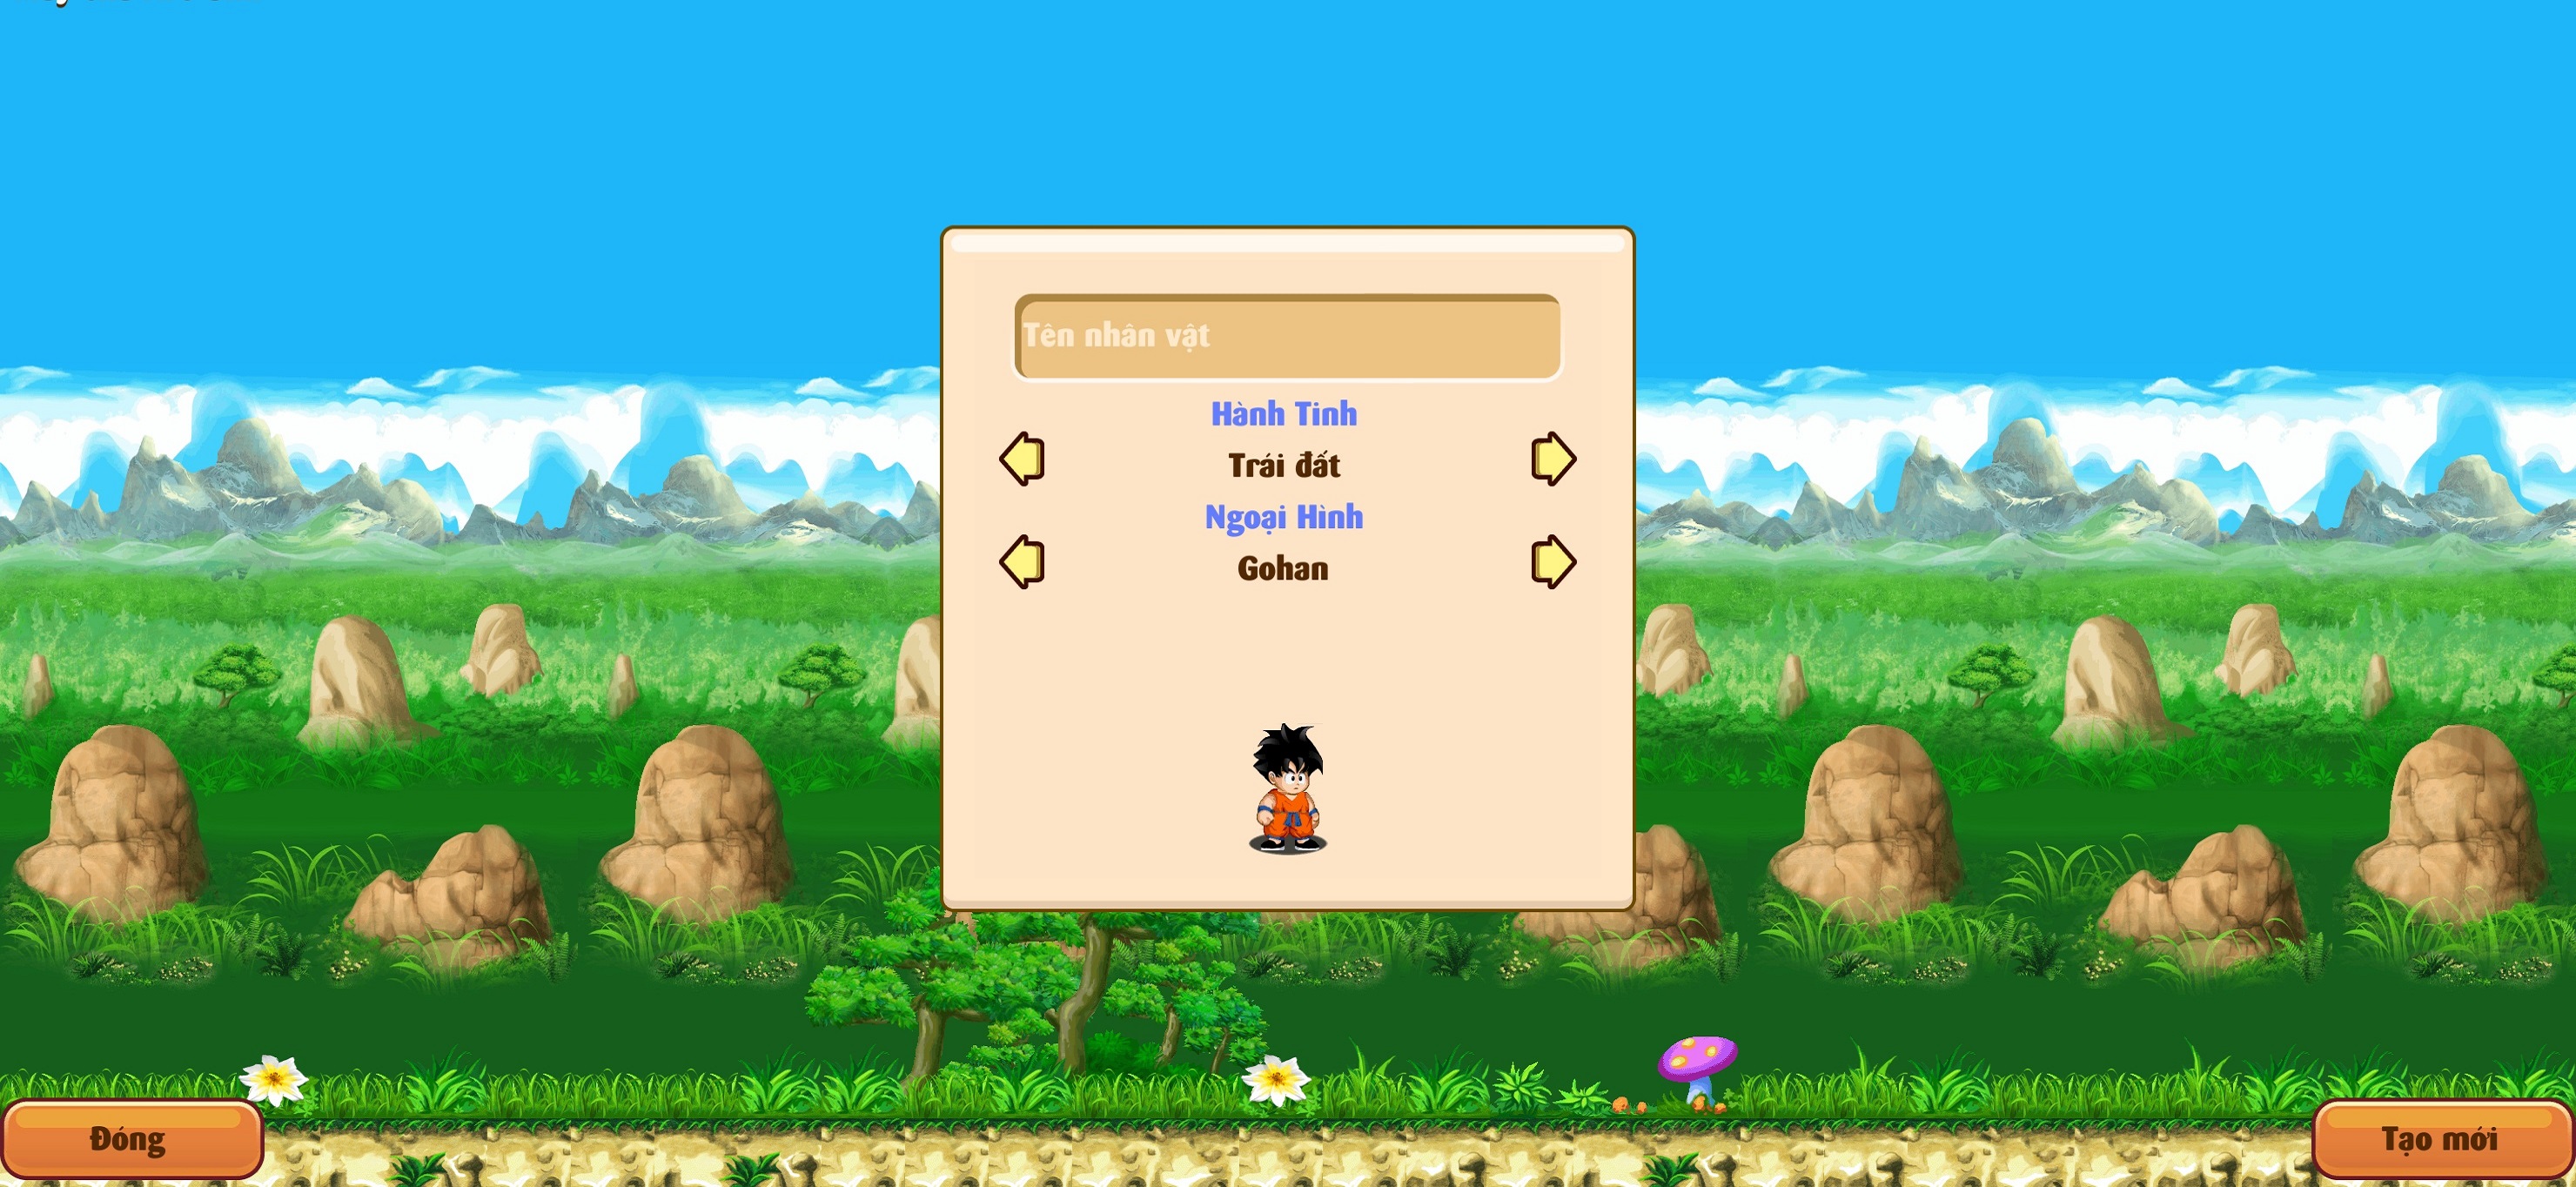 Tên nhân vật
Hành Tinh
Trái đất
Ngoại Hình
Gohan
Đóng
Tạo mới